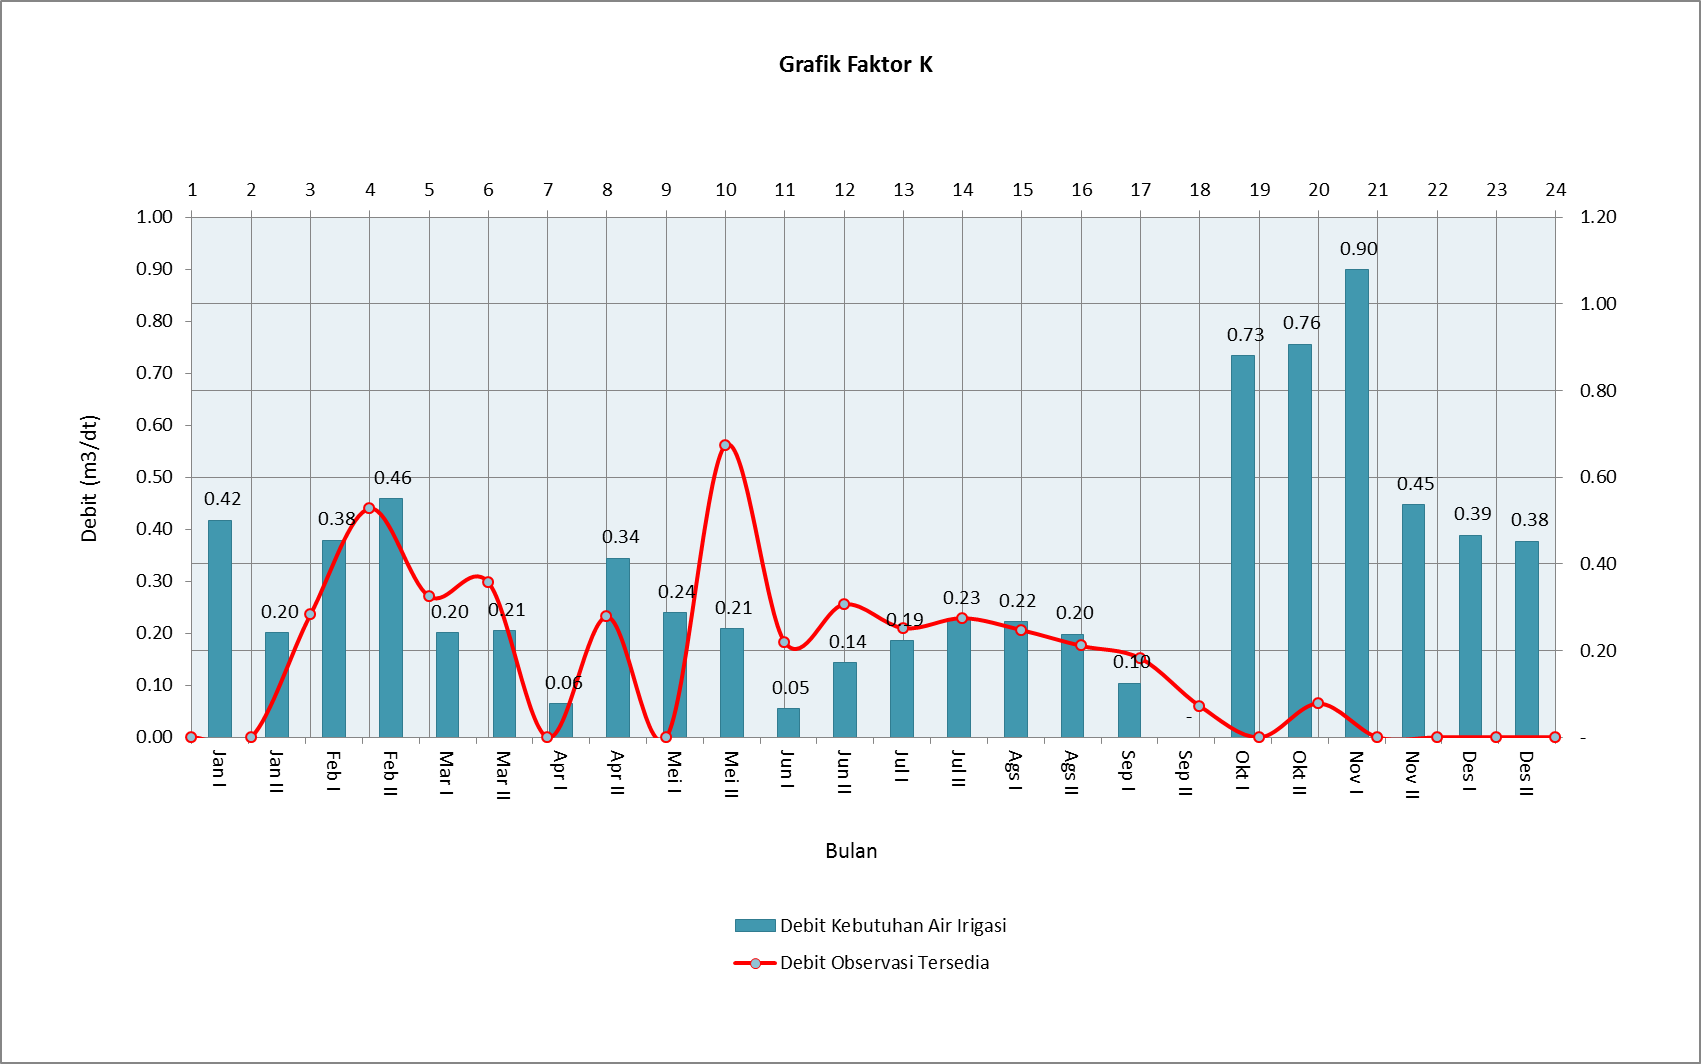 Grafik Faktor K
1 2 3 4 5 6 7 8 9 10 11 12 13 14 15 16 17 18 19 20 21 22 23 24
1.00
0.90
0.80
0.70
0.60
0.50
0.40
0.30
0.20
0.10
0.00
Debit (m3/dt)
0.42
0.20
0.38
0.46
0.20
0.21
0.06
0.34
0.24
0.21
0.05
0.14
0.19
0.23
0.22
0.20
0.10
-
0.73
0.76
0.90
0.45
0.39
0.38
1.20
1.00
0.80
0.60
0.40
0.20
-
Jan I
Jan II
Feb I
Feb II
Mar I
Mar II
Apr I
Apr II
Mei I
Mei II
Jun I
Jun II
Jul I
Jul II
Ags I
Ags II
Sep I
Sep II
Okt I
Okt II
Nov I
Nov II
Des I
Des II
Bulan
Debit Kebutuhan Air Irigasi
Debit Observasi Tersedia